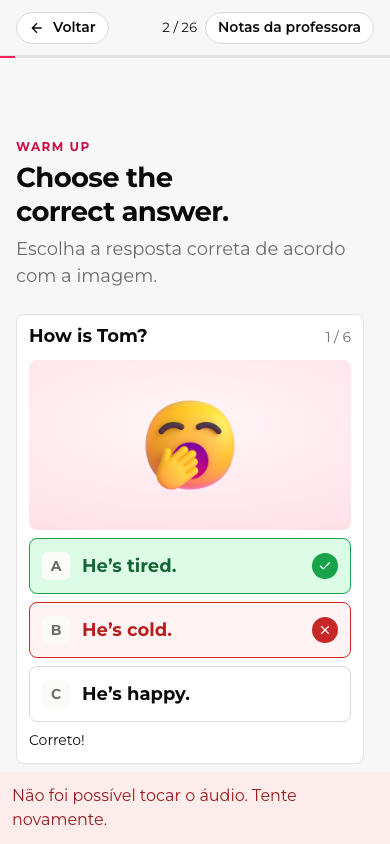 Voltar
2 / 26
Notas da professora
WARM UP
Choose the
correct answer.
Escolha a resposta correta de acordo
com a imagem.
How is Tom?
1 / 6
A
He's tired.
B
He's cold.
C
He's happy.
Correto!
Não foi possível tocar o áudio. Tente
novamente.